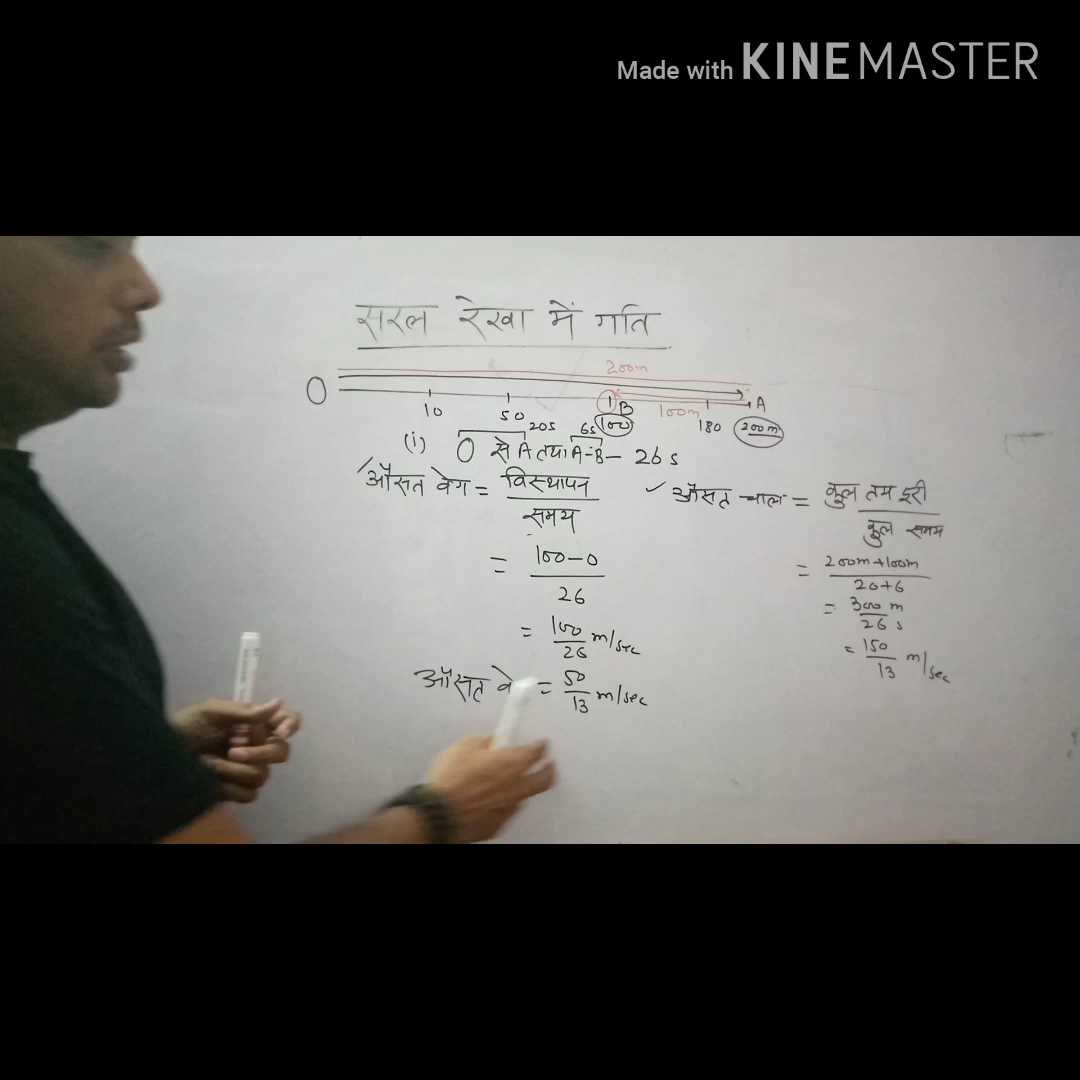 Made with KINEMASTER
सरल रेखा में गति
200m
O 10 50 B 100m 180 A
100 200m
20s 6s
(i) O से A तथा A-B - 26s
औसत वेग = विस्थापन / समय
= 100-0 / 26
= 100/26 m/sec
औसत वे = 50/13 m/sec
औसत चाल = कुल तय दूरी / कुल समय
= 200m+100m / 20+6
= 300 m / 26 s
= 150/13 m/sec